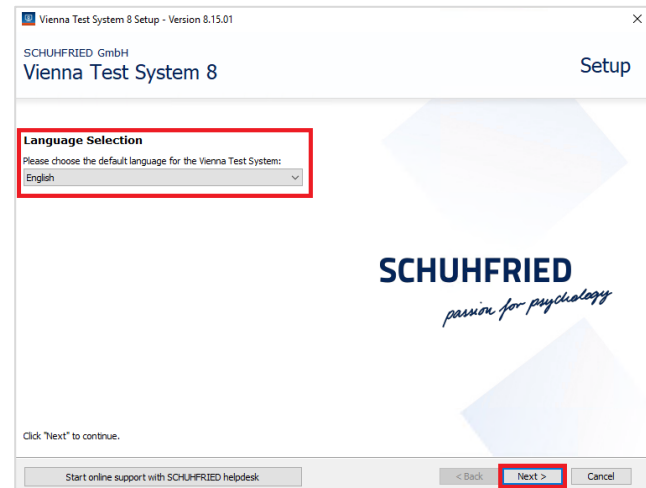 Vienna Test System 8 Setup - Version 8.15.01
SCHUHFRIED GmbH
Vienna Test System 8
Setup
Language Selection
Please choose the default language for the Vienna Test System:
English
SCHUHFRIED
passion for psychology
Click "Next" to continue.
Start online support with SCHUHFRIED helpdesk
< Back
Next >
Cancel